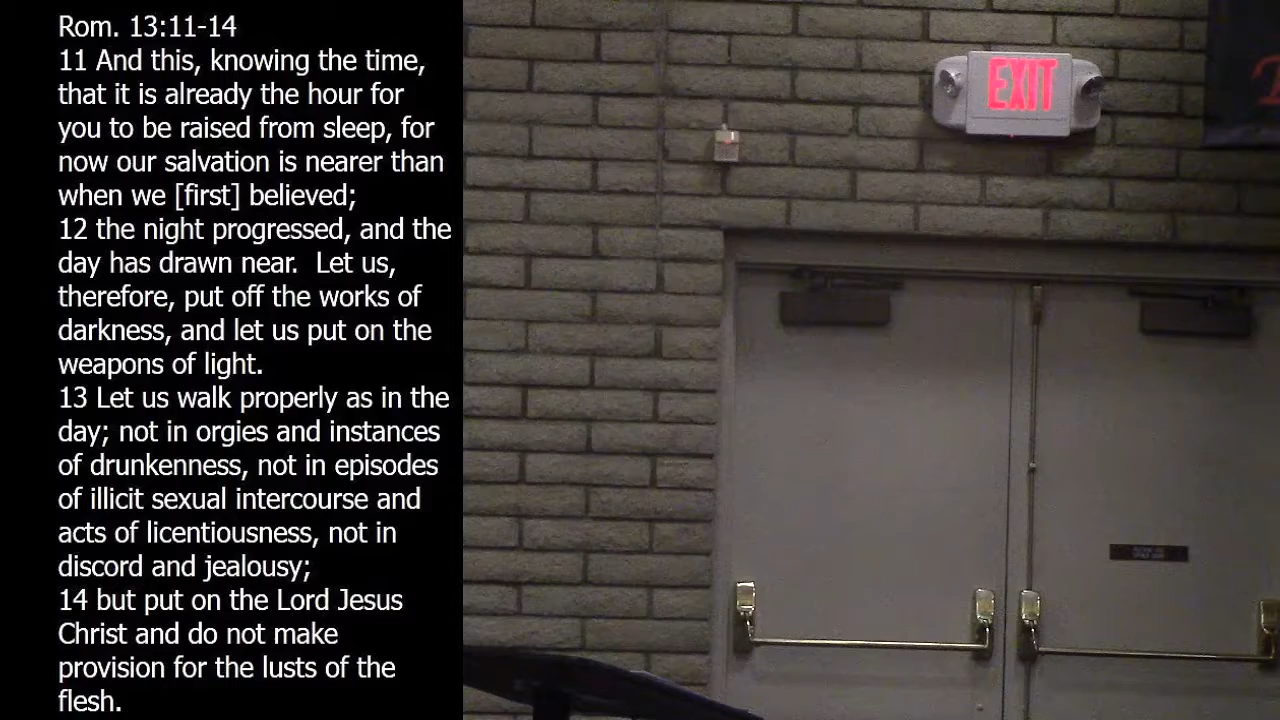 Rom. 13:11-14
11 And this, knowing the time,
that it is already the hour for
you to be raised from sleep, for
now our salvation is nearer than
when we [first] believed;
12 the night progressed, and the
day has drawn near.  Let us,
therefore, put off the works of
darkness, and let us put on the
weapons of light.
13 Let us walk properly as in the
day; not in orgies and instances
of drunkenness, not in episodes
of illicit sexual intercourse and
acts of licentiousness, not in
discord and jealousy;
14 but put on the Lord Jesus
Christ and do not make
provision for the lusts of the
flesh.
EXIT